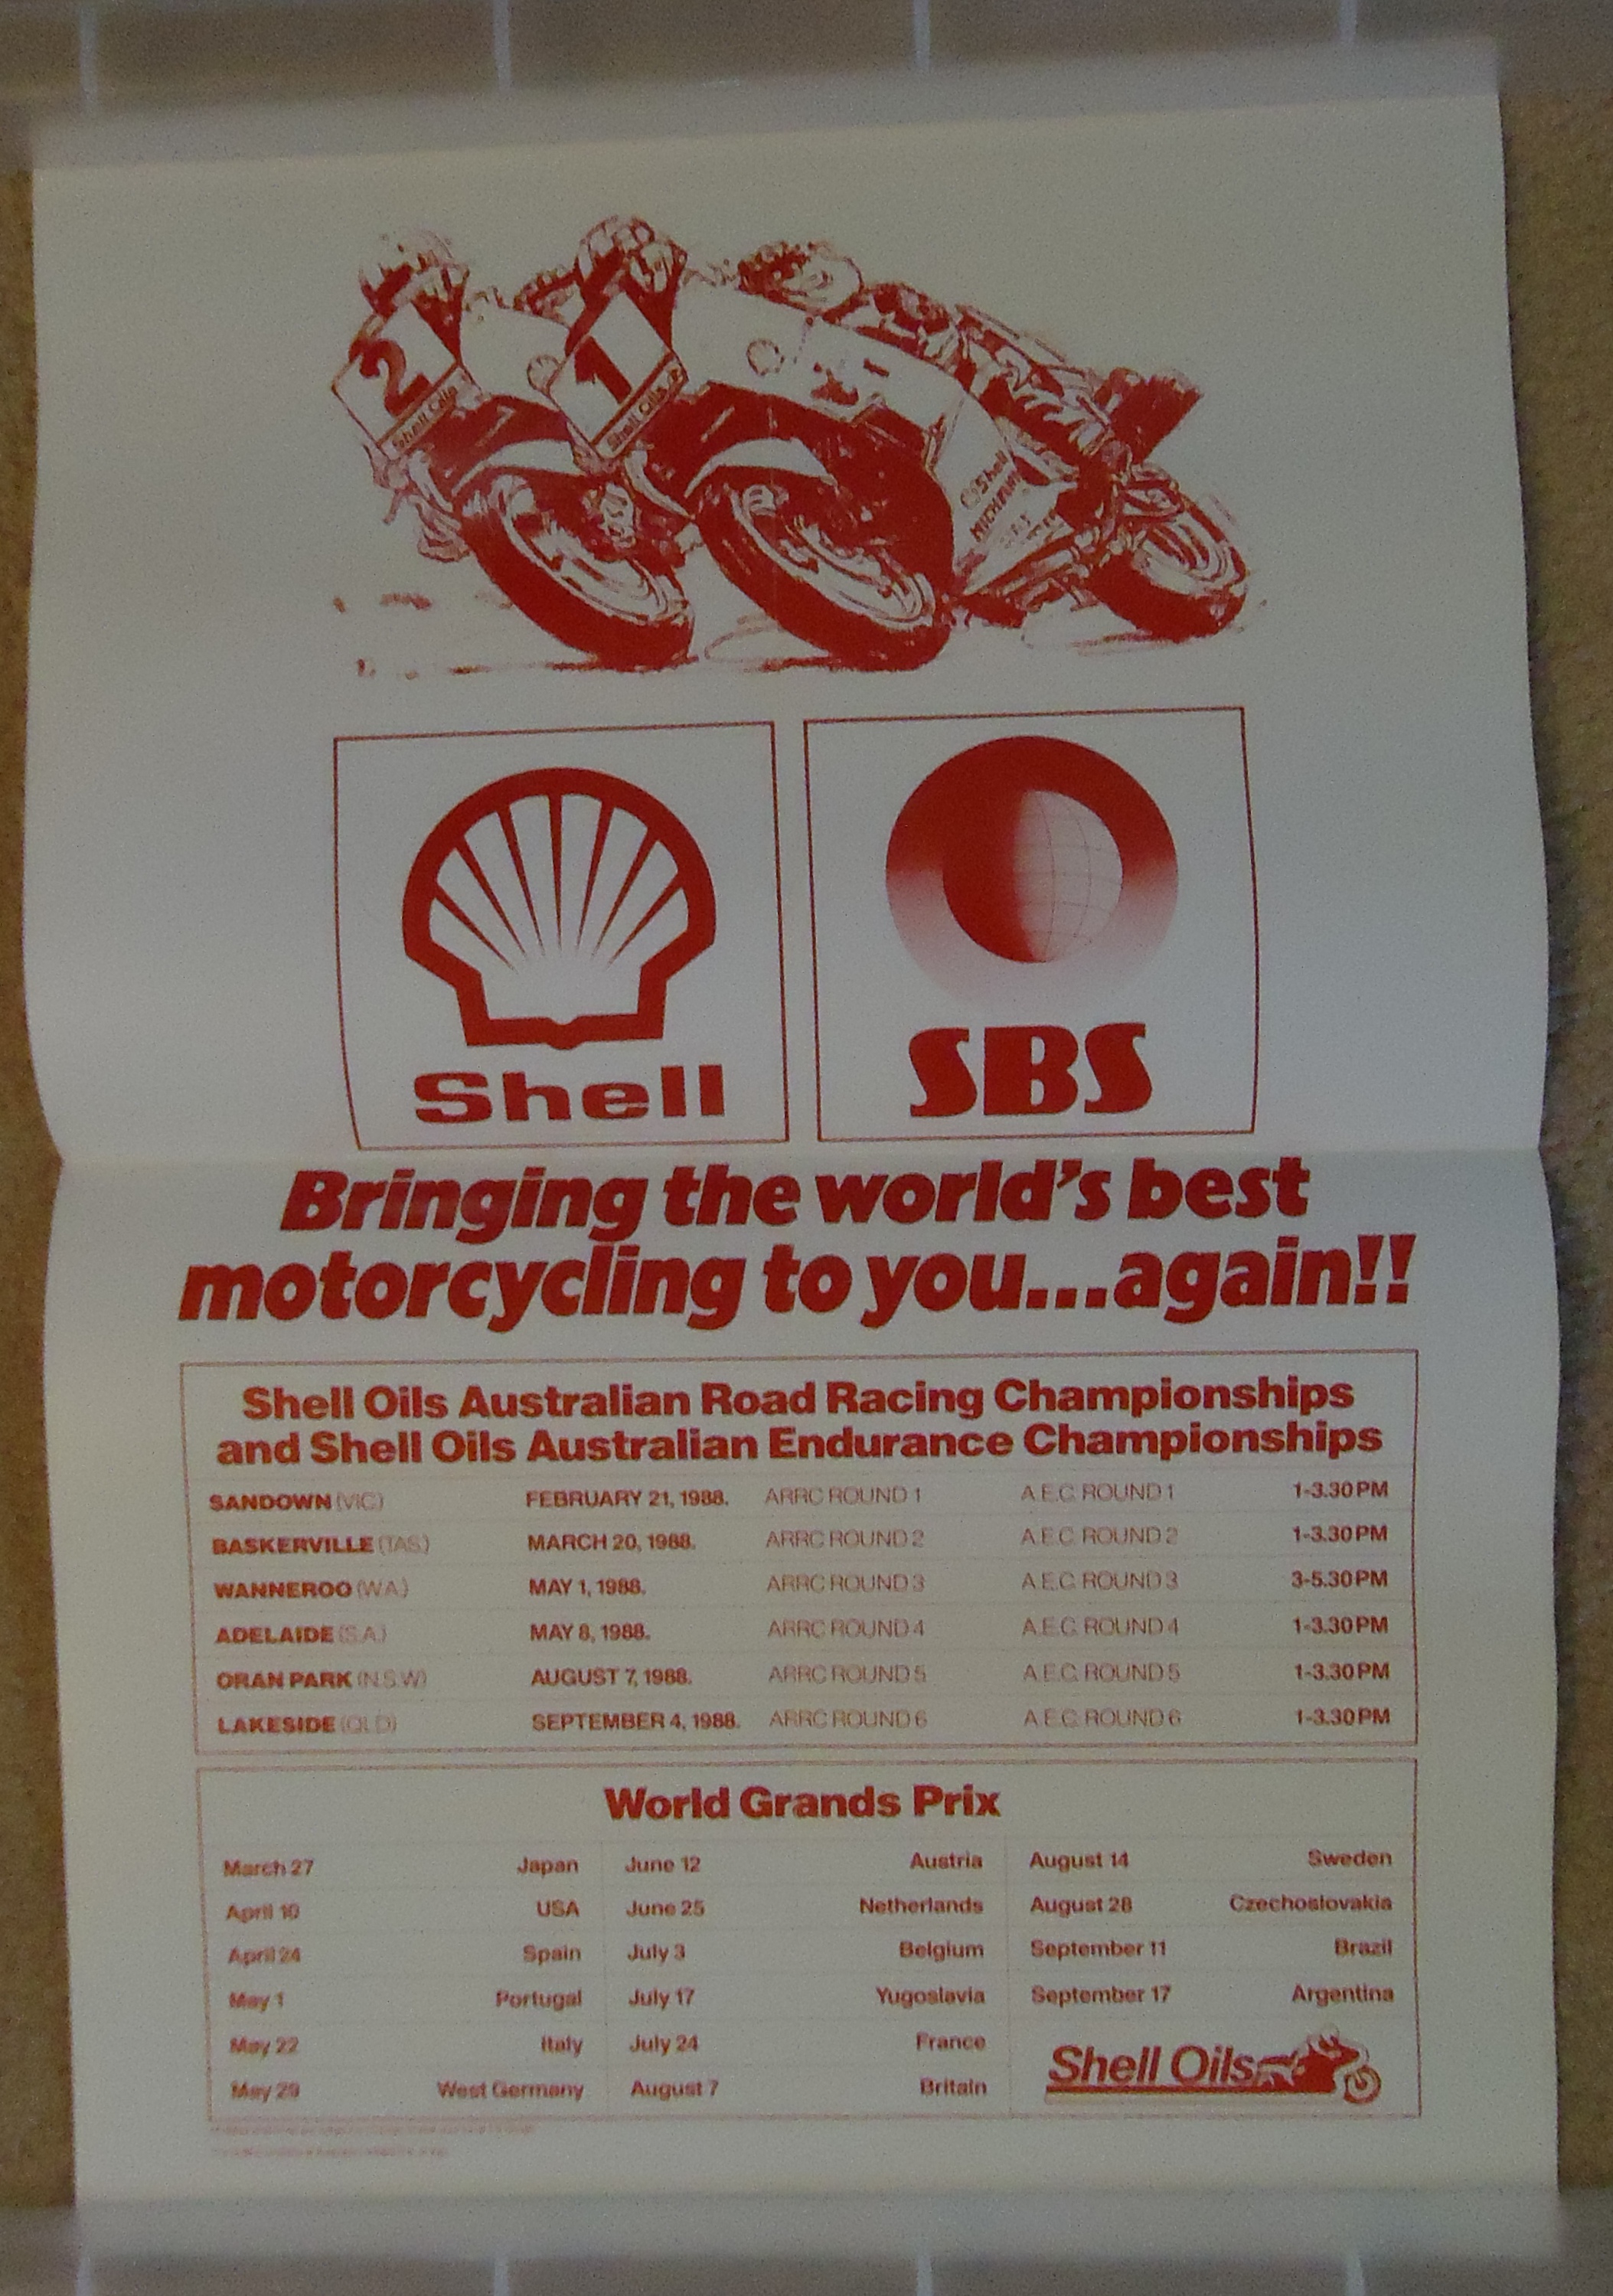 2
Shell Oils
1
Shell Oils
Shell
MICHELIN
Shell
SBS
Bringing the world's best
motorcycling to you...again!!
Shell Oils Australian Road Racing Championships
and Shell Oils Australian Endurance Championships
SANDOWN (VIC) FEBRUARY 21, 1988. ARRC ROUND 1 A.E.C. ROUND 1 1-3.30PM
BASKERVILLE (TAS) MARCH 20, 1988. ARRC ROUND 2 A.E.C. ROUND 2 1-3.30PM
WANNEROO (W.A.) MAY 1, 1988. ARRC ROUND 3 A.E.C. ROUND 3 3-5.30PM
ADELAIDE (S.A.) MAY 8, 1988. ARRC ROUND 4 A.E.C. ROUND 4 1-3.30PM
ORAN PARK (N.S.W) AUGUST 7, 1988. ARRC ROUND 5 A.E.C. ROUND 5 1-3.30PM
LAKESIDE (QLD) SEPTEMBER 4, 1988. ARRC ROUND 6 A.E.C. ROUND 6 1-3.30PM
World Grands Prix
March 27 Japan June 12 Austria August 14 Sweden
April 10 USA June 25 Netherlands August 28 Czechoslovakia
April 24 Spain July 3 Belgium September 11 Brazil
May 1 Portugal July 17 Yugoslavia September 17 Argentina
May 22 Italy July 24 France
May 29 West Germany August 7 Britain
Shell Oils